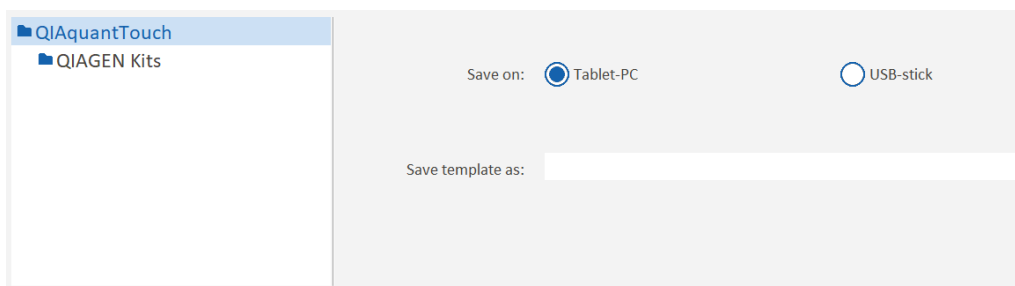 QIAquantTouch
QIAGEN Kits
Save on: Tablet-PC USB-stick
Save template as: